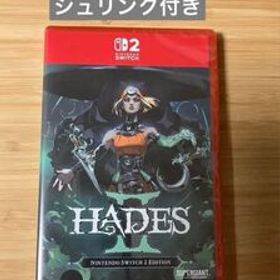 シュリンク付き
2
NINTENDO
SWITCH
HADES
II
NINTENDO SWITCH 2 EDITION
SUPERGIANT